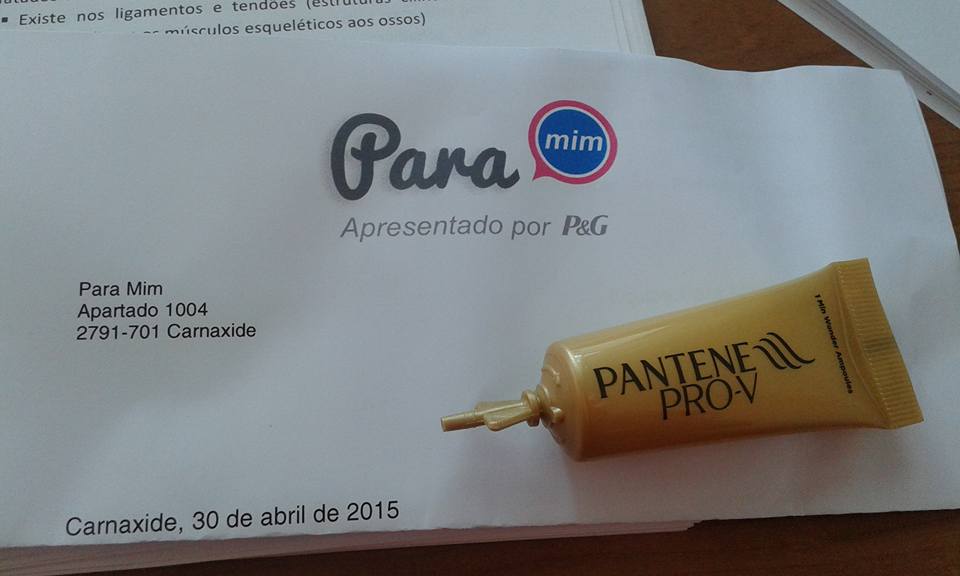 ▪ Existe nos ligamentos e tendões (estruturas
músculos esqueléticos aos ossos)
Para mim
Apresentado por P&G
Para Mim
Apartado 1004
2791-701 Carnaxide
PANTENE
PRO-V
1 Min Wonder Ampoules
Carnaxide, 30 de abril de 2015